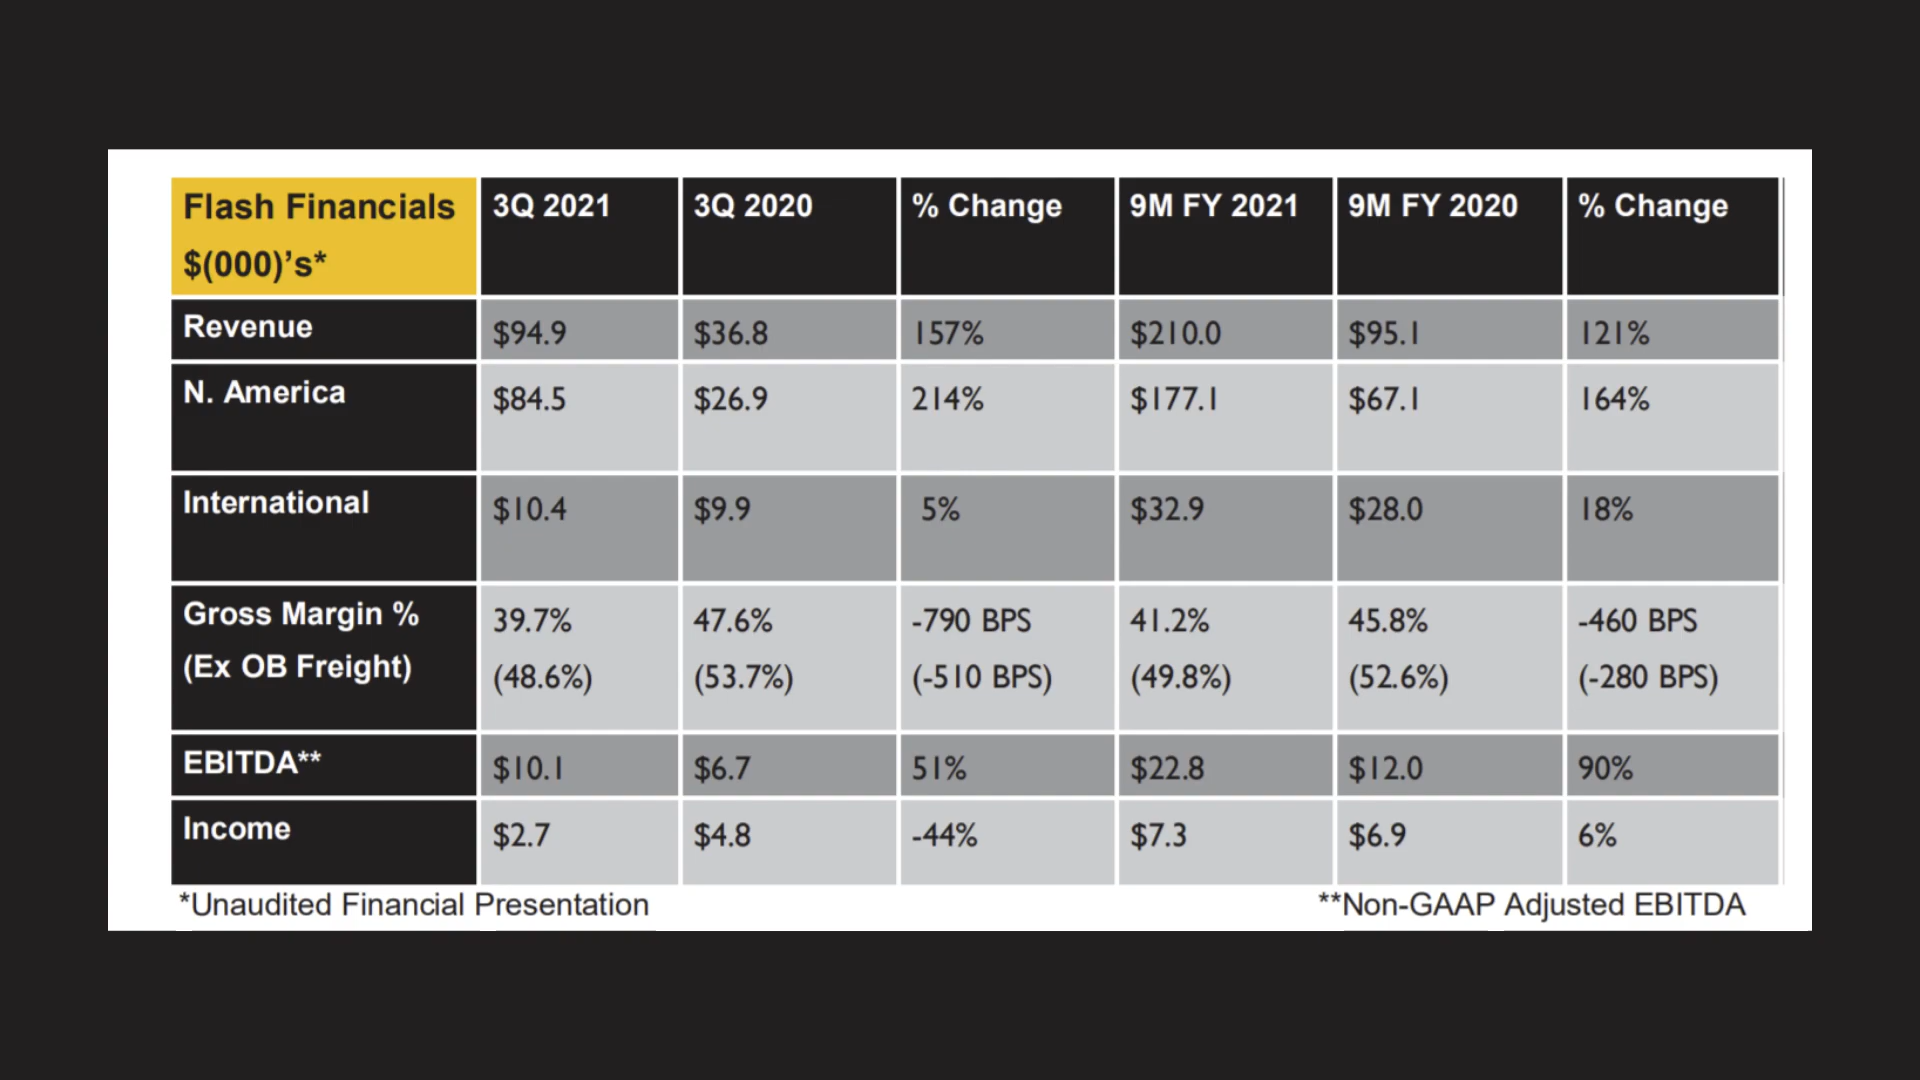 Flash Financials $(000)’s* 3Q 2021 3Q 2020 % Change 9M FY 2021 9M FY 2020 % Change
Revenue $94.9 $36.8 157% $210.0 $95.1 121%
N. America $84.5 $26.9 214% $177.1 $67.1 164%
International $10.4 $9.9 5% $32.9 $28.0 18%
Gross Margin % 39.7% 47.6% -790 BPS 41.2% 45.8% -460 BPS
(Ex OB Freight) (48.6%) (53.7%) (-510 BPS) (49.8%) (52.6%) (-280 BPS)
EBITDA** $10.1 $6.7 51% $22.8 $12.0 90%
Income $2.7 $4.8 -44% $7.3 $6.9 6%
*Unaudited Financial Presentation **Non-GAAP Adjusted EBITDA